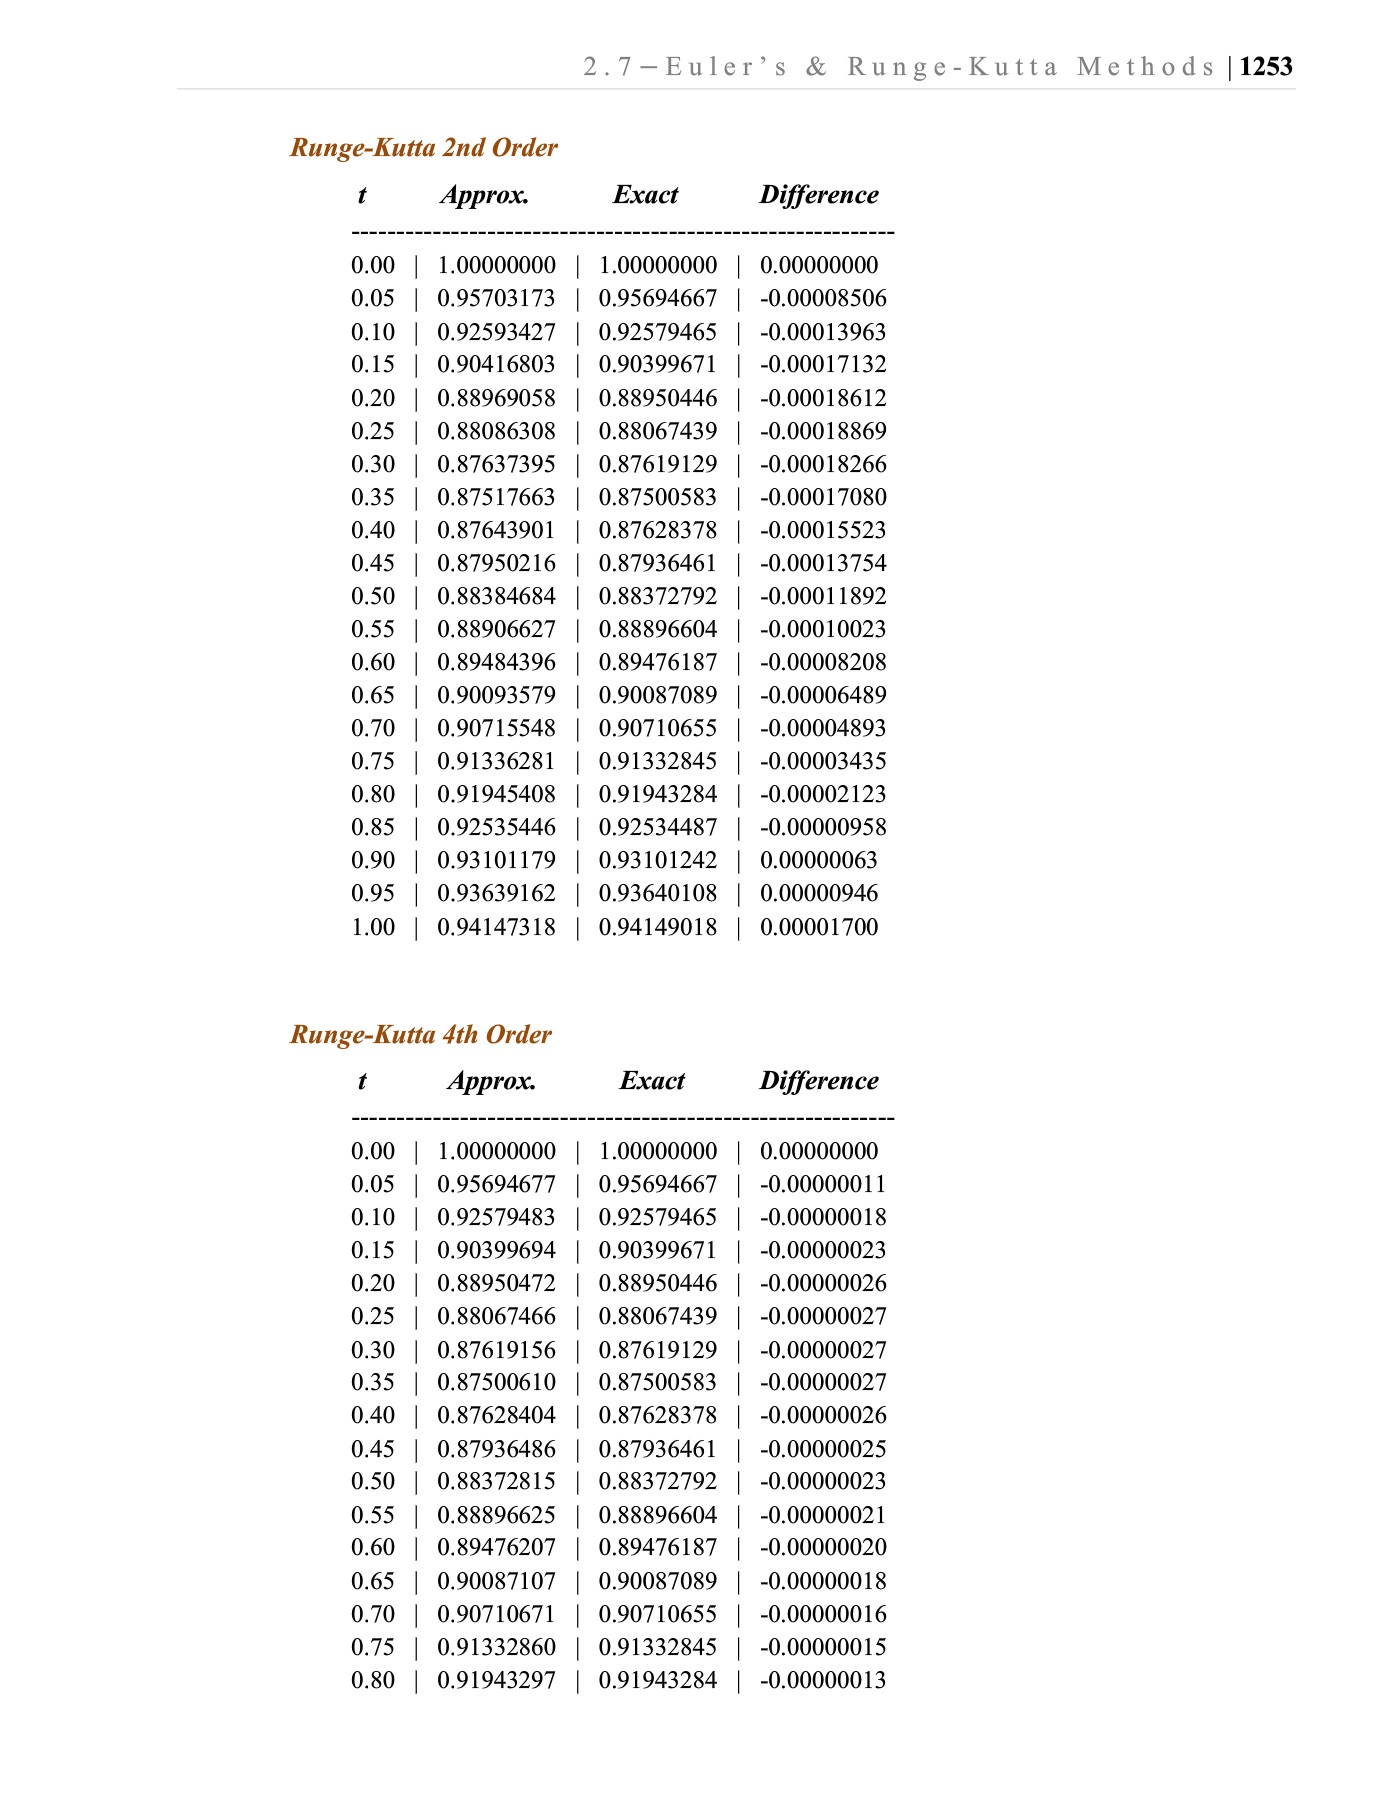 2.7–Euler's & Runge-Kutta Methods |1253
Runge-Kutta 2nd Order
t Approx. Exact Difference
------------------------------------------------------------
0.00 | 1.00000000 | 1.00000000 | 0.00000000
0.05 | 0.95703173 | 0.95694667 | -0.00008506
0.10 | 0.92593427 | 0.92579465 | -0.00013963
0.15 | 0.90416803 | 0.90399671 | -0.00017132
0.20 | 0.88969058 | 0.88950446 | -0.00018612
0.25 | 0.88086308 | 0.88067439 | -0.00018869
0.30 | 0.87637395 | 0.87619129 | -0.00018266
0.35 | 0.87517663 | 0.87500583 | -0.00017080
0.40 | 0.87643901 | 0.87628378 | -0.00015523
0.45 | 0.87950216 | 0.87936461 | -0.00013754
0.50 | 0.88384684 | 0.88372792 | -0.00011892
0.55 | 0.88906627 | 0.88896604 | -0.00010023
0.60 | 0.89484396 | 0.89476187 | -0.00008208
0.65 | 0.90093579 | 0.90087089 | -0.00006489
0.70 | 0.90715548 | 0.90710655 | -0.00004893
0.75 | 0.91336281 | 0.91332845 | -0.00003435
0.80 | 0.91945408 | 0.91943284 | -0.00002123
0.85 | 0.92535446 | 0.92534487 | -0.00000958
0.90 | 0.93101179 | 0.93101242 | 0.00000063
0.95 | 0.93639162 | 0.93640108 | 0.00000946
1.00 | 0.94147318 | 0.94149018 | 0.00001700
Runge-Kutta 4th Order
t Approx. Exact Difference
------------------------------------------------------------
0.00 | 1.00000000 | 1.00000000 | 0.00000000
0.05 | 0.95694677 | 0.95694667 | -0.00000011
0.10 | 0.92579483 | 0.92579465 | -0.00000018
0.15 | 0.90399694 | 0.90399671 | -0.00000023
0.20 | 0.88950472 | 0.88950446 | -0.00000026
0.25 | 0.88067466 | 0.88067439 | -0.00000027
0.30 | 0.87619156 | 0.87619129 | -0.00000027
0.35 | 0.87500610 | 0.87500583 | -0.00000027
0.40 | 0.87628404 | 0.87628378 | -0.00000026
0.45 | 0.87936486 | 0.87936461 | -0.00000025
0.50 | 0.88372815 | 0.88372792 | -0.00000023
0.55 | 0.88896625 | 0.88896604 | -0.00000021
0.60 | 0.89476207 | 0.89476187 | -0.00000020
0.65 | 0.90087107 | 0.90087089 | -0.00000018
0.70 | 0.90710671 | 0.90710655 | -0.00000016
0.75 | 0.91332860 | 0.91332845 | -0.00000015
0.80 | 0.91943297 | 0.91943284 | -0.00000013